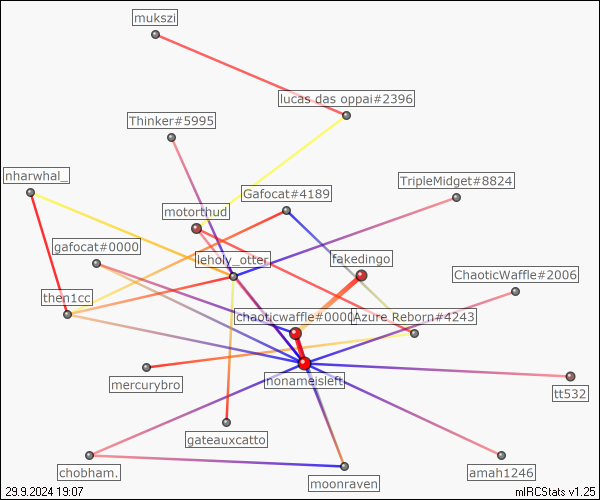 mukszi
lucas das oppai#2396
Thinker#5995
nharwhal_
TripleMidget#8824
Gafocat#4189
motorthud
gafocat#0000
leholy_otter
fakedingo
ChaoticWaffle#2006
then1cc
chaoticwaffle#0000
Azure Reborn#4243
nonameisleft
mercurybro
tt532
gateauxcatto
chobham.
amah1246
moonraven
29.9.2024 19:07
mIRCStats v1.25